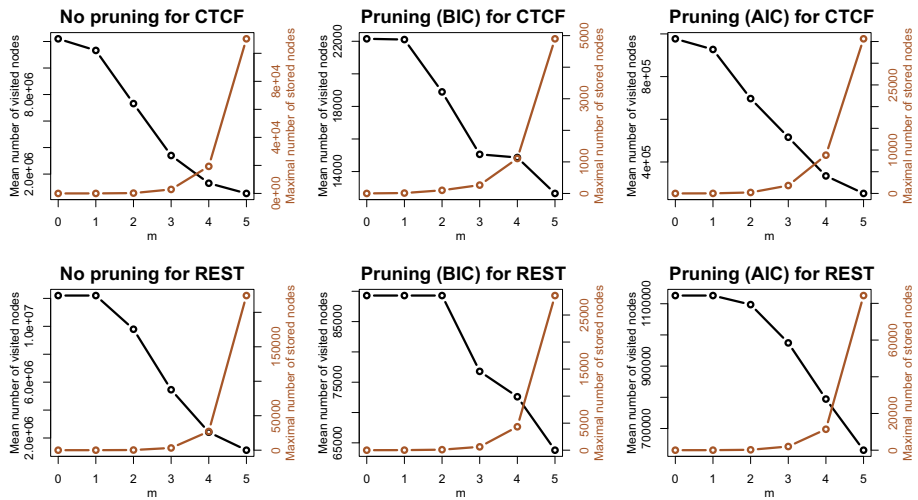 No pruning for CTCF
Mean number of visited nodes
2.0e+06
8.0e+06
0e+00
4e+04
8e+04
Maximal number of stored nodes
0 1 2 3 4 5
m
Pruning (BIC) for CTCF
Mean number of visited nodes
14000
18000
22000
0
1000
3000
5000
Maximal number of stored nodes
0 1 2 3 4 5
m
Pruning (AIC) for CTCF
Mean number of visited nodes
4e+05
8e+05
0
10000
25000
Maximal number of stored nodes
0 1 2 3 4 5
m
No pruning for REST
Mean number of visited nodes
2.0e+06
6.0e+06
1.0e+07
0
50000
150000
Maximal number of stored nodes
0 1 2 3 4 5
m
Pruning (BIC) for REST
Mean number of visited nodes
65000
75000
85000
0
5000
15000
25000
Maximal number of stored nodes
0 1 2 3 4 5
m
Pruning (AIC) for REST
Mean number of visited nodes
700000
900000
1100000
0
20000
60000
Maximal number of stored nodes
0 1 2 3 4 5
m